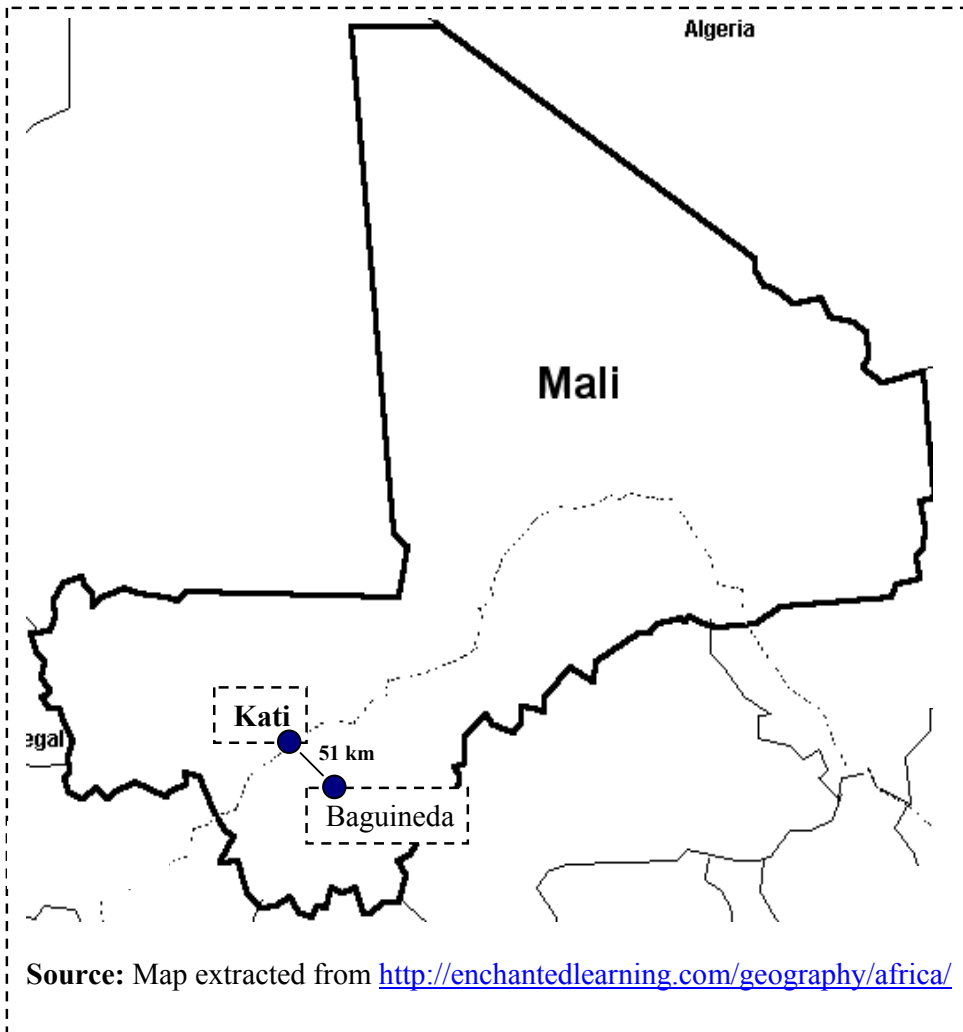 Algeria
Mali
Kati
egal
51 km
Baguineda
Source: Map extracted from http://enchantedlearning.com/geography/africa/